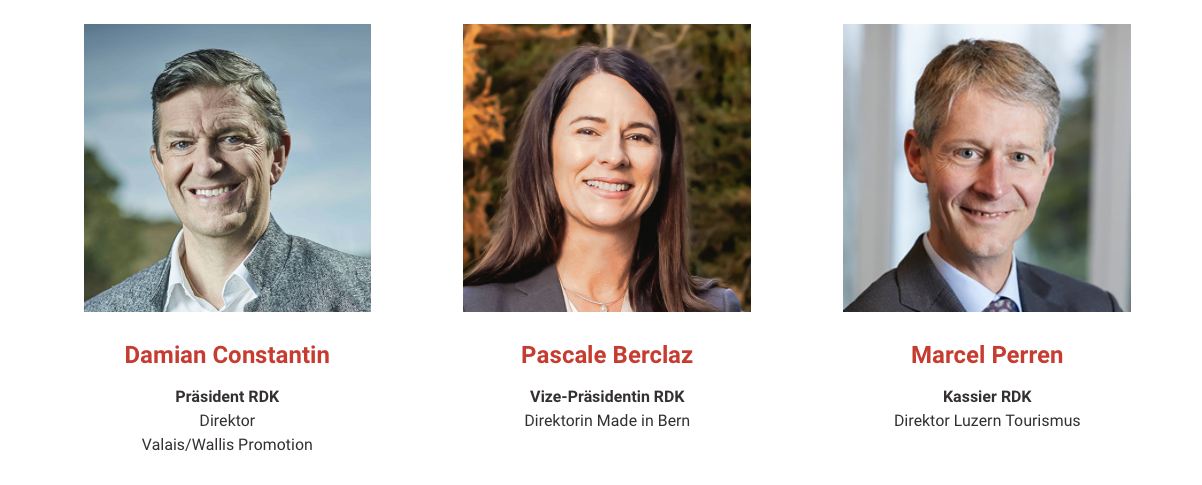 Damian Constantin
Präsident RDK
Direktor
Valais/Wallis Promotion
Pascale Berclaz
Vize-Präsidentin RDK
Direktorin Made in Bern
Marcel Perren
Kassier RDK
Direktor Luzern Tourismus